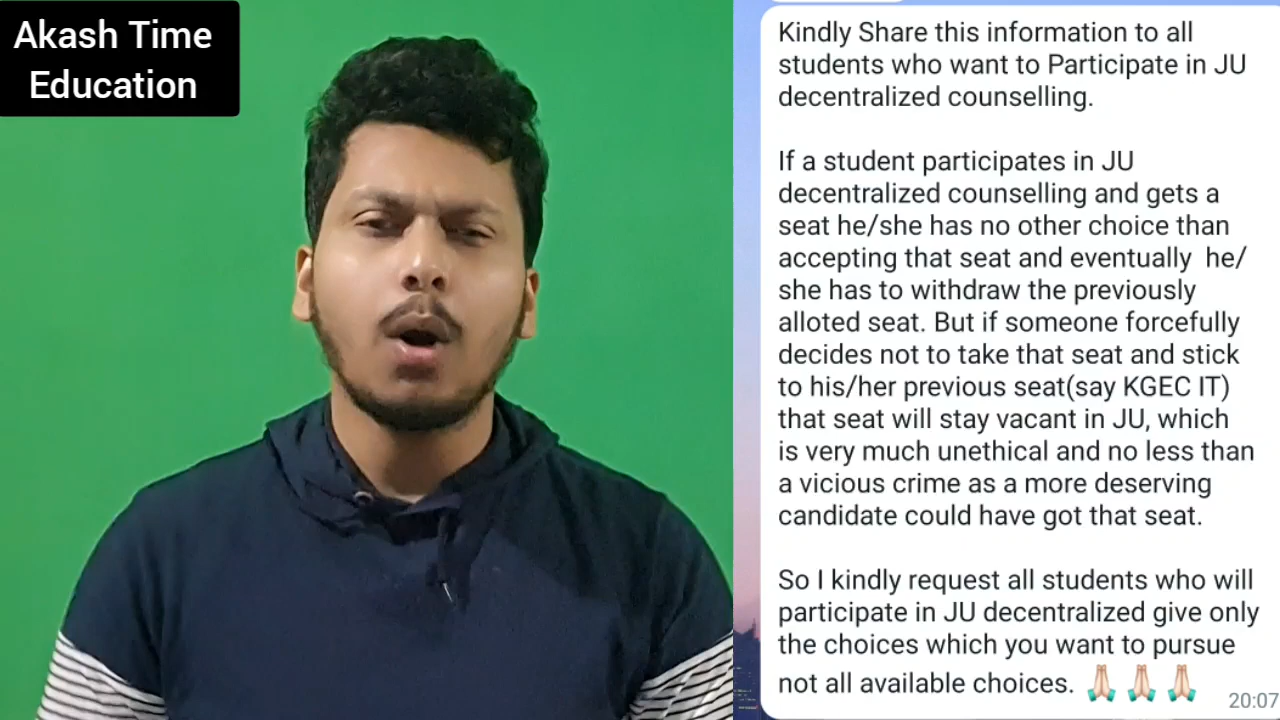 Akash Time
Education
Kindly Share this information to all
students who want to Participate in JU
decentralized counselling.
If a student participates in JU
decentralized counselling and gets a
seat he/she has no other choice than
accepting that seat and eventually  he/
she has to withdraw the previously
alloted seat. But if someone forcefully
decides not to take that seat and stick
to his/her previous seat(say KGEC IT)
that seat will stay vacant in JU, which
is very much unethical and no less than
a vicious crime as a more deserving
candidate could have got that seat.
So I kindly request all students who will
participate in JU decentralized give only
the choices which you want to pursue
not all available choices. 🙏🏻 🙏🏻 🙏🏻
20:07